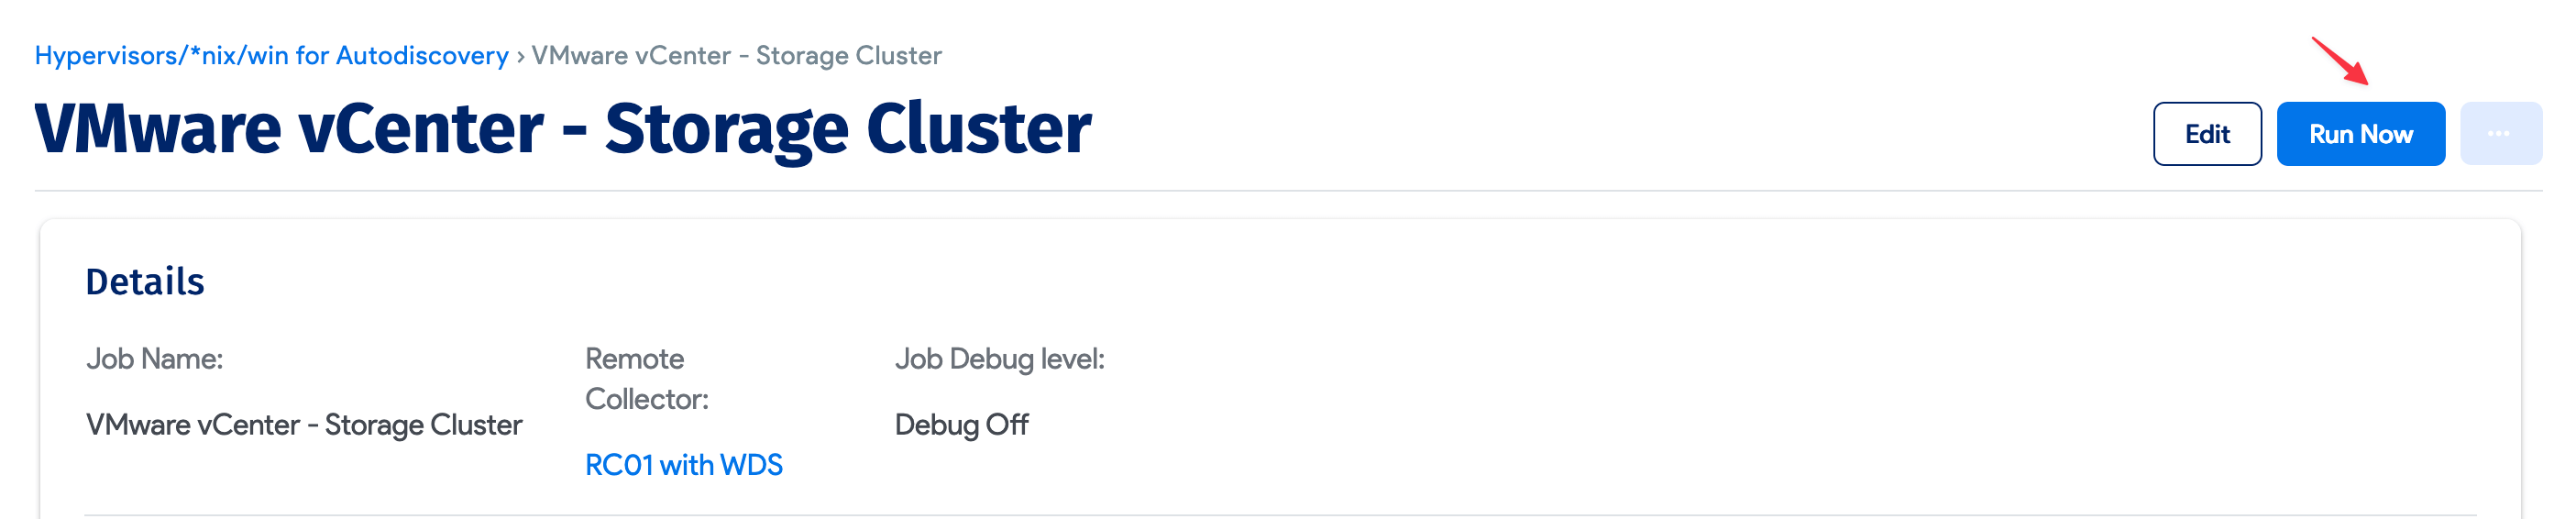 Hypervisors/*nix/win for Autodiscovery › VMware vCenter - Storage Cluster
VMware vCenter - Storage Cluster
Edit
Run Now
...
Details
Job Name:
VMware vCenter - Storage Cluster
Remote
Collector:
RC01 with WDS
Job Debug level:
Debug Off